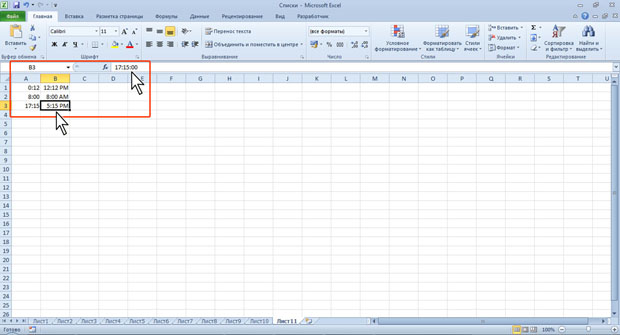 Списки - Microsoft Excel
Файл Главная Вставка Разметка страницы Формулы Данные Рецензирование Вид Разработчик
Вставить Calibri 11 Перенос текста (все форматы) Условное форматирование Форматировать как таблицу Стили ячеек Вставить Удалить Формат Сортировка и фильтр Найти и выделить
Ж К Ч Объединить и поместить в центре % 000
Буфер обмена Шрифт Выравнивание Число Стили Ячейки Редактирование
B3 fx 17:15:00
A B C D E F G H I J K L M N O P Q R S T U
1 0:12 12:12 PM
2 8:00 8:00 AM
3 17:15 5:15 PM
4
5
6
7
8
9
10
11
12
13
14
15
16
17
18
19
20
21
22
23
24
25
26
Лист1 Лист2 Лист3 Лист4 Лист5 Лист6 Лист7 Лист8 Лист9 Лист10 Лист11
Готово 100%